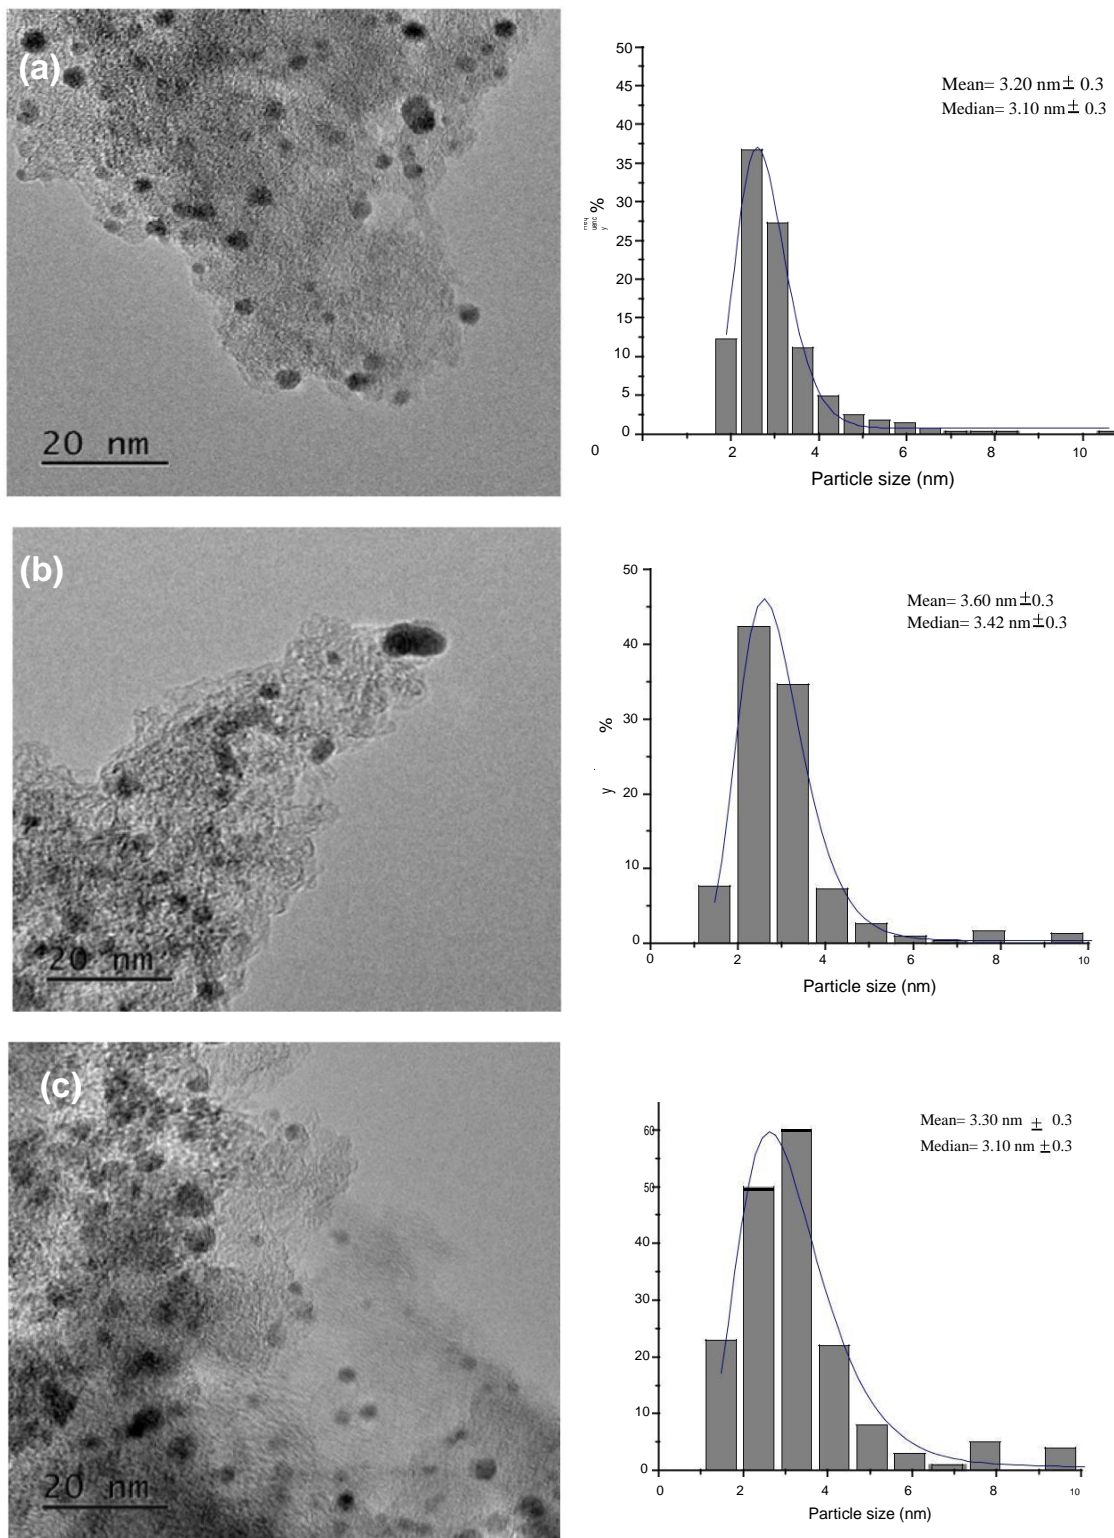 (a)
20 nm
50
45
40
35
30
25
20
15
10
5
0
%
y
Mean= 3.20 nm ± 0.3
Median= 3.10 nm ± 0.3
0
2
4
6
8
10
Particle size (nm)
(b)
20 nm
50
40
30
20
10
0
%
y
Mean= 3.60 nm ±0.3
Median= 3.42 nm ±0.3
0
2
4
6
8
10
Particle size (nm)
(c)
20 nm
60
50
40
30
20
10
0
Mean= 3.30 nm ± 0.3
Median= 3.10 nm ±0.3
0
2
4
6
8
10
Particle size (nm)